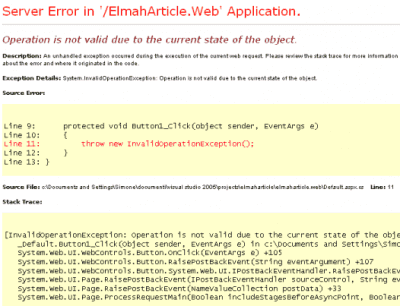 Server Error in '/ElmahArticle.Web' Application.
Operation is not valid due to the current state of the object.
Description: An unhandled exception occurred during the execution of the current web request. Please review the stack trace for more information
about the error and where it originated in the code.
Exception Details: System.InvalidOperationException: Operation is not valid due to the current state of the object.
Source Error:
Line 9: protected void Button1_Click(object sender, EventArgs e)
Line 10: {
Line 11: throw new InvalidOperationException();
Line 12: }
Line 13: }
Source File: c:\Documents and Settings\Simone\documenti\visual studio 2005\projects\elmaharticle\elmaharticle.web\Default.aspx.cs Line: 11
Stack Trace:
[InvalidOperationException: Operation is not valid due to the current state of the obje
_Default.Button1_Click(Object sender, EventArgs e) in c:\Documents and Settings\Simo
System.Web.UI.WebControls.Button.OnClick(EventArgs e) +105
System.Web.UI.WebControls.Button.RaisePostBackEvent(String eventArgument) +107
System.Web.UI.WebControls.Button.System.Web.UI.IPostBackEventHandler.RaisePostBackEv
System.Web.UI.Page.RaisePostBackEvent(IPostBackEventHandler sourceControl, String ev
System.Web.UI.Page.RaisePostBackEvent(NameValueCollection postData) +33
System.Web.UI.Page.ProcessRequestMain(Boolean includeStagesBeforeAsyncPoint, Boolean